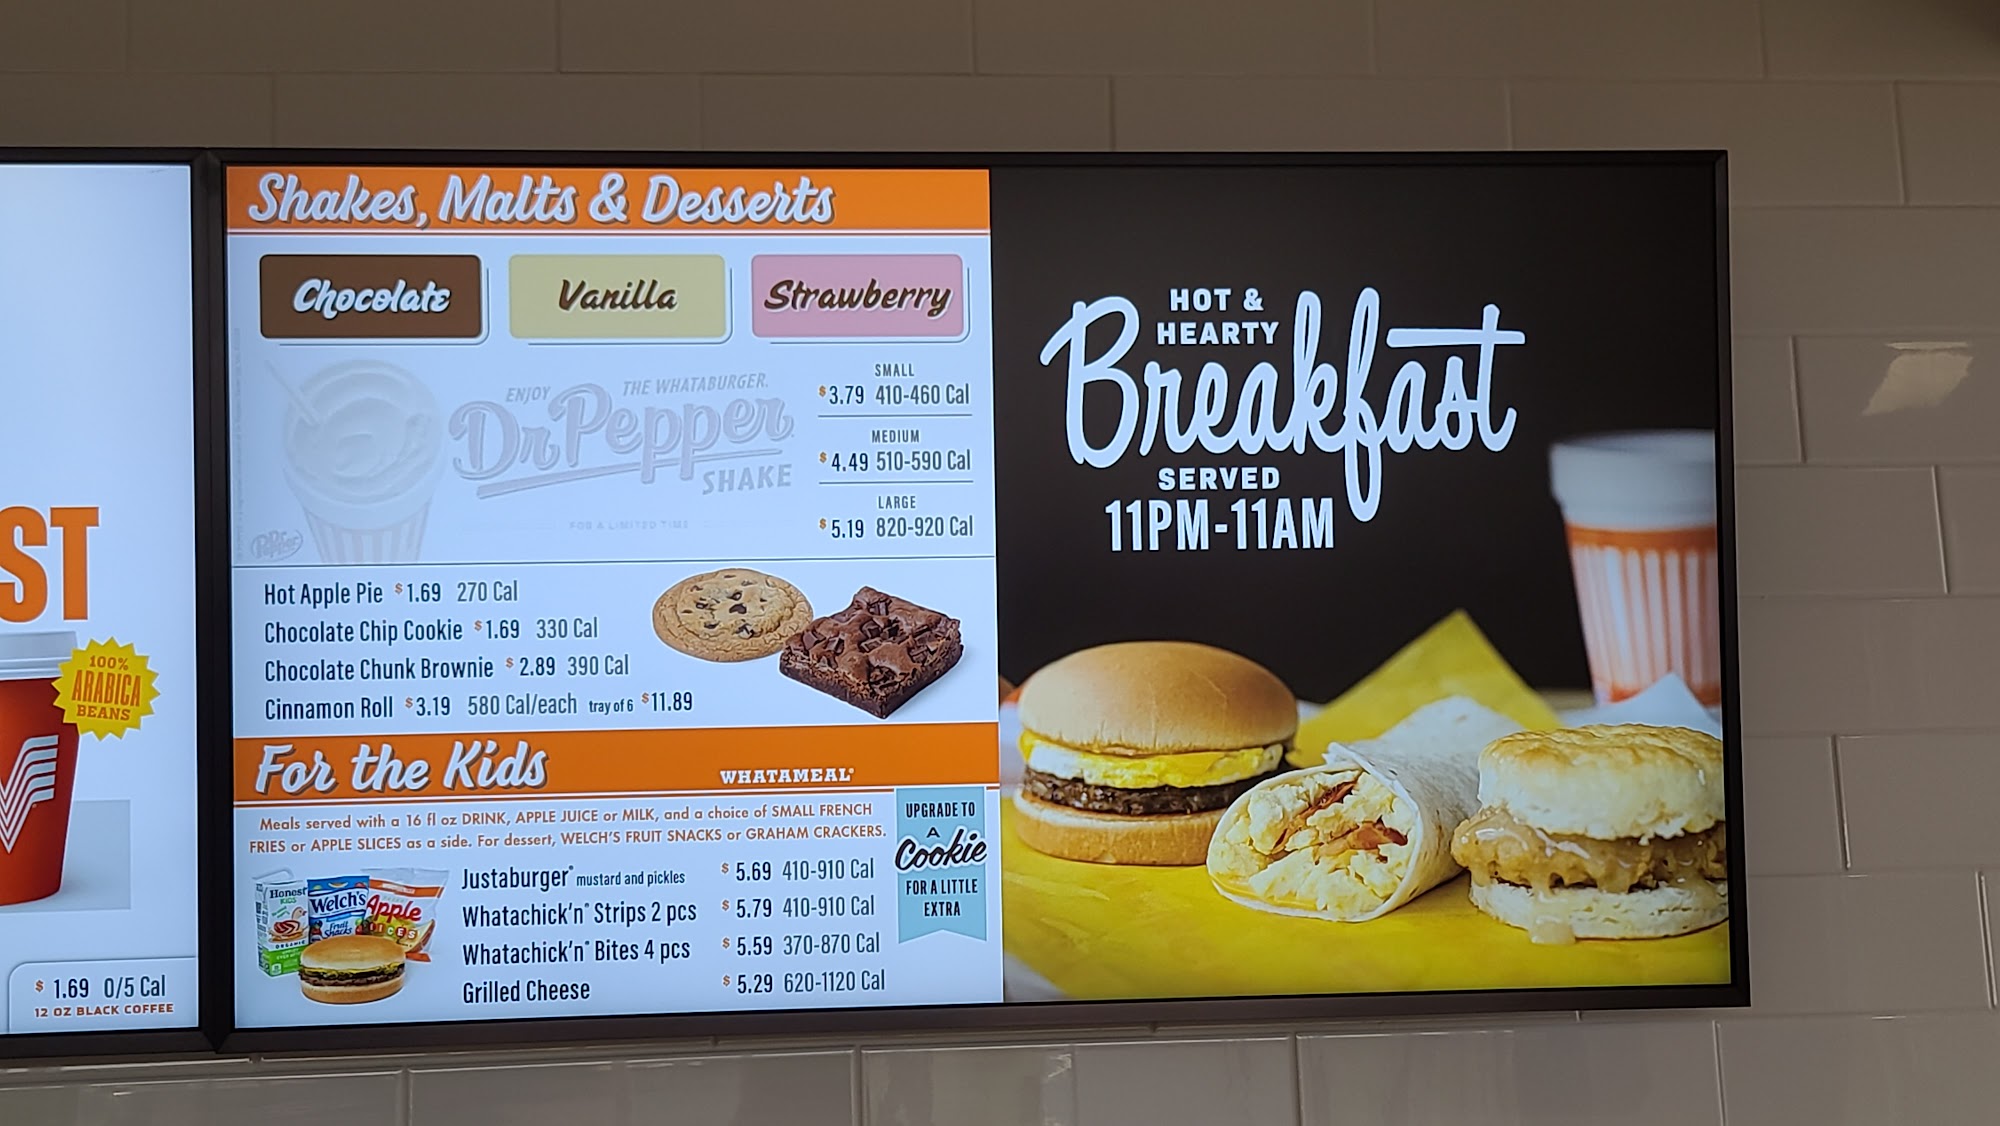 ST
100%
ARABICA
BEANS
$1.69 0/5 Cal
12 OZ BLACK COFFEE
Shakes, Malts & Desserts
Chocolate
Vanilla
Strawberry
ENJOY THE WHATABURGER®
Dr Pepper
SHAKE
FOR A LIMITED TIME
Dr Pepper
SMALL
$3.79 410-460 Cal
MEDIUM
$4.49 510-590 Cal
LARGE
$5.19 820-920 Cal
Hot Apple Pie $1.69 270 Cal
Chocolate Chip Cookie $1.69 330 Cal
Chocolate Chunk Brownie $2.89 390 Cal
Cinnamon Roll $3.19 580 Cal/each tray of 6 $11.89
For the Kids
WHATAMEAL®
Meals served with a 16 fl oz DRINK, APPLE JUICE or MILK, and a choice of SMALL FRENCH
FRIES or APPLE SLICES as a side. For dessert, WELCH'S FRUIT SNACKS or GRAHAM CRACKERS.
Honest
KIDS
ORGANIC
Welch's
Fruit
Snacks
Apple
SLICES
Justaburger® mustard and pickles $5.69 410-910 Cal
Whatachick'n® Strips 2 pcs $5.79 410-910 Cal
Whatachick'n® Bites 4 pcs $5.59 370-870 Cal
Grilled Cheese $5.29 620-1120 Cal
UPGRADE TO
A
Cookie
FOR A LITTLE
EXTRA
HOT &
HEARTY
Breakfast
SERVED
11PM-11AM